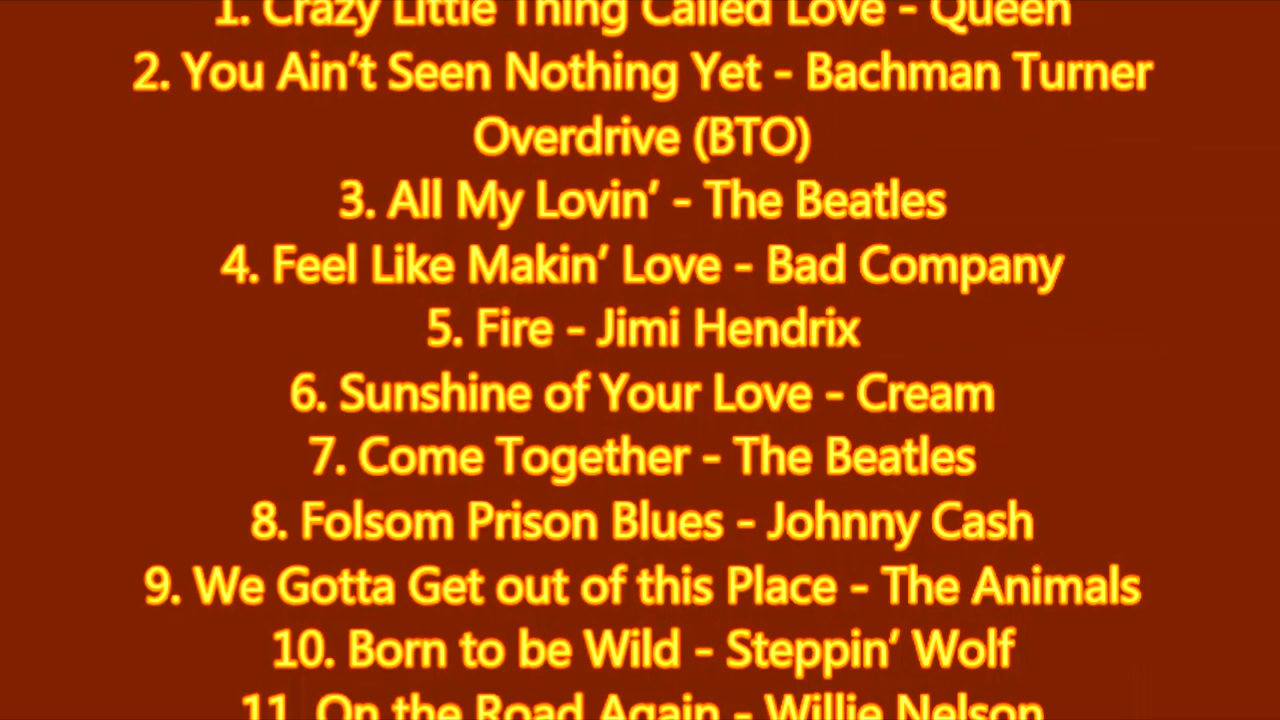 1. Crazy Little Thing Called Love - Queen
2. You Ain’t Seen Nothing Yet - Bachman Turner
Overdrive (BTO)
3. All My Lovin’ - The Beatles
4. Feel Like Makin’ Love - Bad Company
5. Fire - Jimi Hendrix
6. Sunshine of Your Love - Cream
7. Come Together - The Beatles
8. Folsom Prison Blues - Johnny Cash
9. We Gotta Get out of this Place - The Animals
10. Born to be Wild - Steppin’ Wolf
11. On the Road Again - Willie Nelson